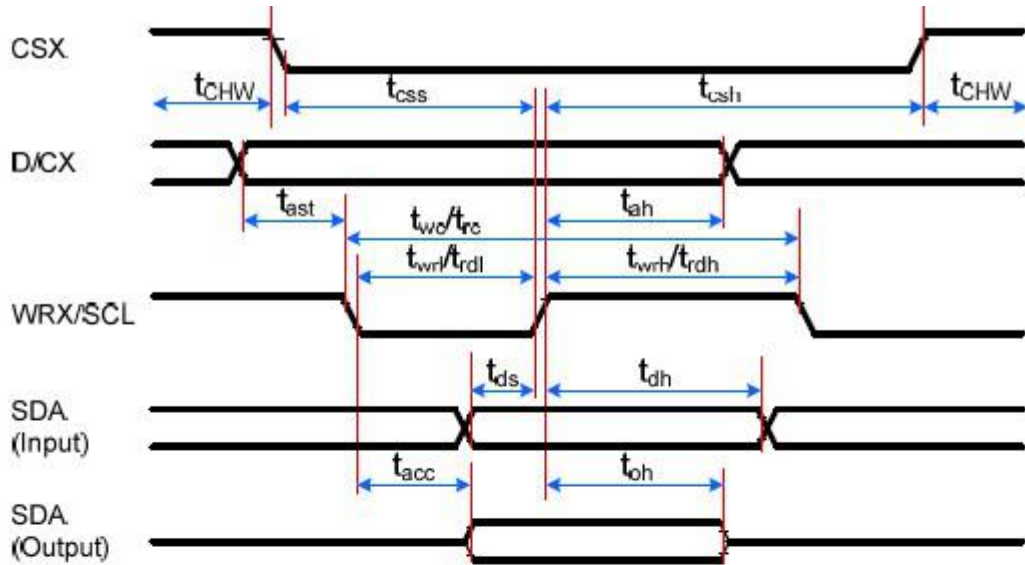 CSX
tCHW
tcss
tcsh
tCHW
D/CX
tast
tah
twc/trc
twrl/trdl
twrh/trdh
WRX/SCL
tds
tdh
SDA
(Input)
tacc
toh
SDA
(Output)